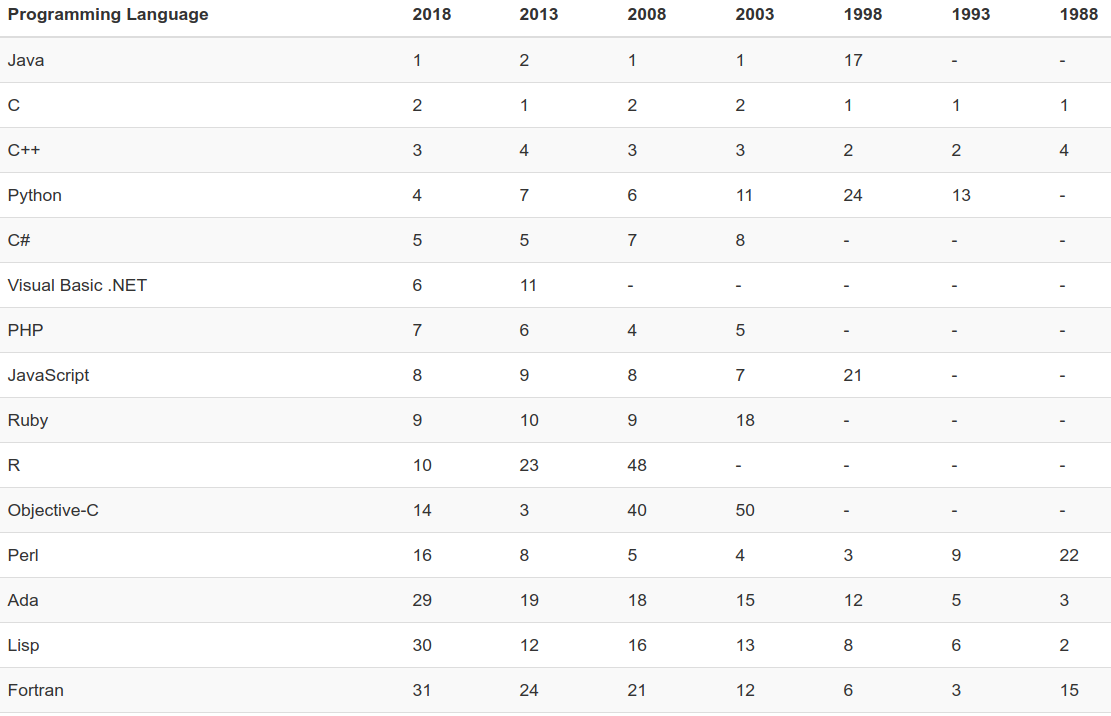 Programming Language 2018 2013 2008 2003 1998 1993 1988
Java 1 2 1 1 17 - -
C 2 1 2 2 1 1 1
C++ 3 4 3 3 2 2 4
Python 4 7 6 11 24 13 -
C# 5 5 7 8 - - -
Visual Basic .NET 6 11 - - - - -
PHP 7 6 4 5 - - -
JavaScript 8 9 8 7 21 - -
Ruby 9 10 9 18 - - -
R 10 23 48 - - - -
Objective-C 14 3 40 50 - - -
Perl 16 8 5 4 3 9 22
Ada 29 19 18 15 12 5 3
Lisp 30 12 16 13 8 6 2
Fortran 31 24 21 12 6 3 15